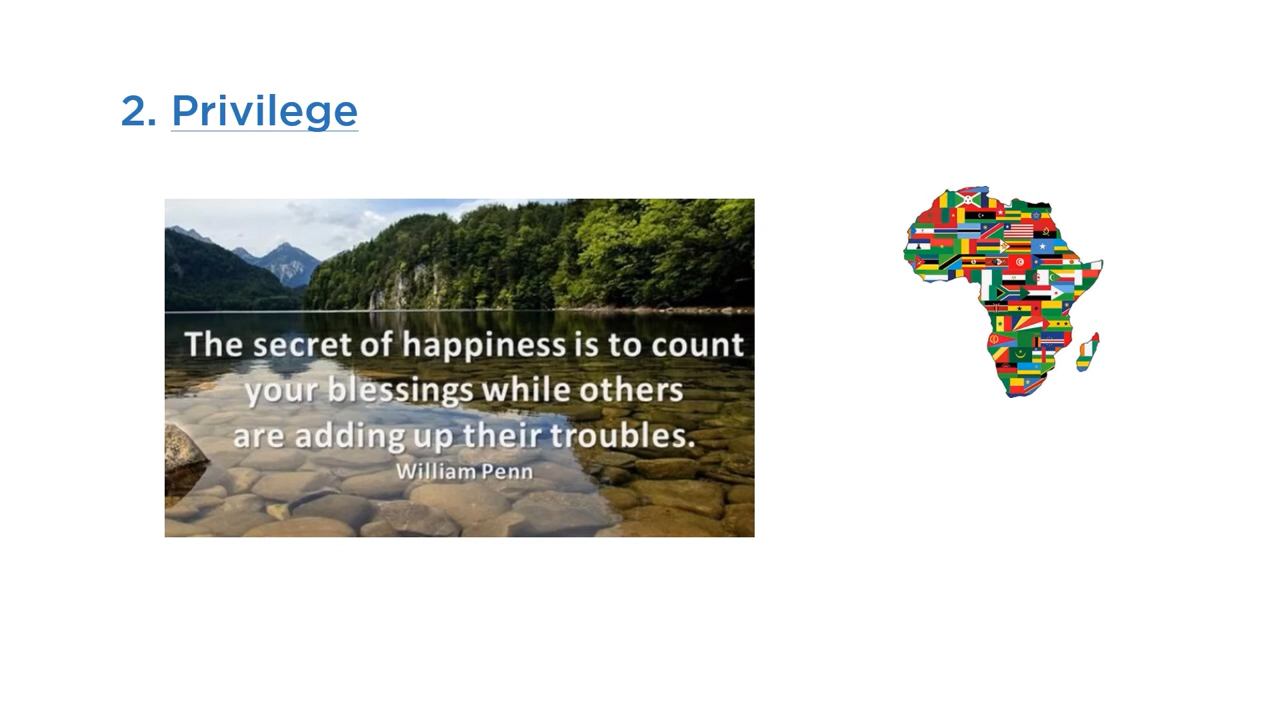 2. Privilege
The secret of happiness is to count
your blessings while others
are adding up their troubles.
William Penn